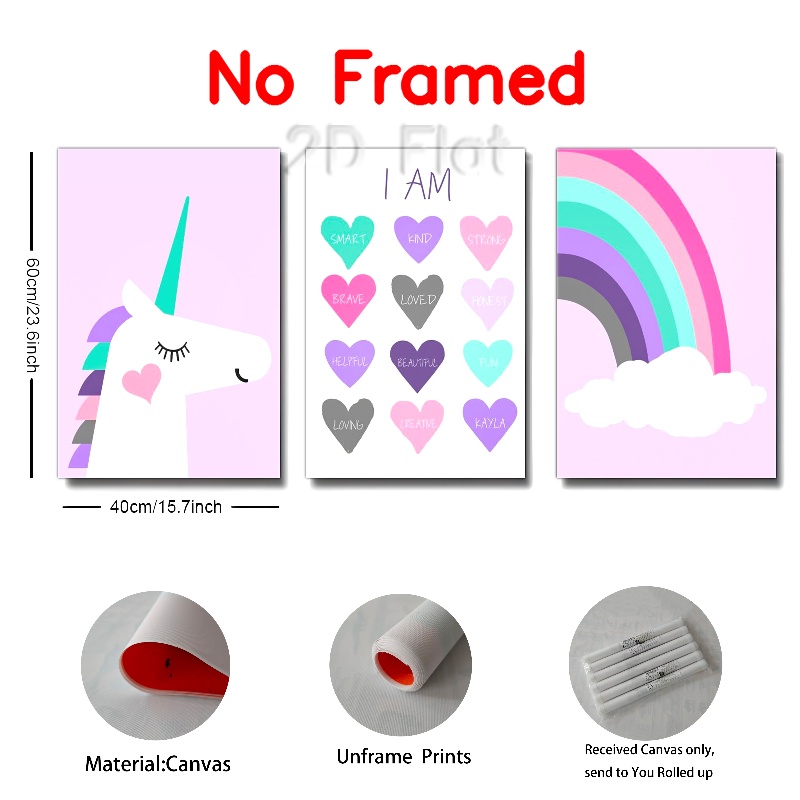 No Framed
2D Flat
I AM
SMART KIND STRONG
BRAVE LOVED HONEST
HELPFUL BEAUTIFUL FUN
LOVING CREATIVE KAYLA
60cm/23.6inch
40cm/15.7inch
Material:Canvas
Unframe Prints
Received Canvas only,
send to You Rolled up